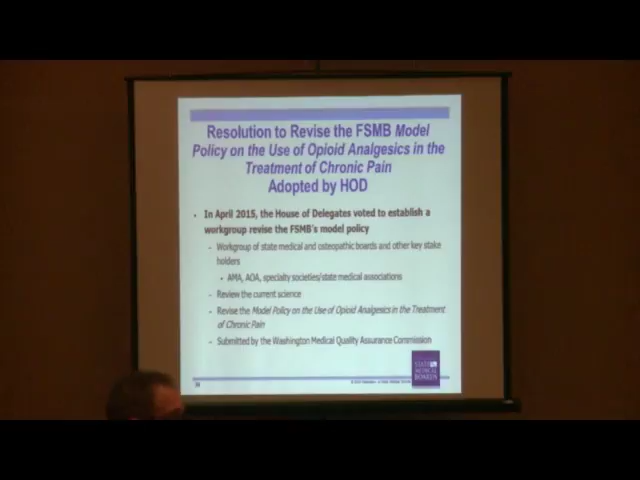 Resolution to Revise the FSMB Model
Policy on the Use of Opioid Analgesics in the
Treatment of Chronic Pain
Adopted by HOD
• In April 2015, the House of Delegates voted to establish a
workgroup revise the FSMB's model policy
– Workgroup of state medical and osteopathic boards and other key stake
holders
• AMA, AOA, specialty societies/state medical associations
– Review the current science
– Revise the Model Policy on the Use of Opioid Analgesics in the Treatment
of Chronic Pain
– Submitted by the Washington Medical Quality Assurance Commission
STATE
MEDICAL
BOARDS